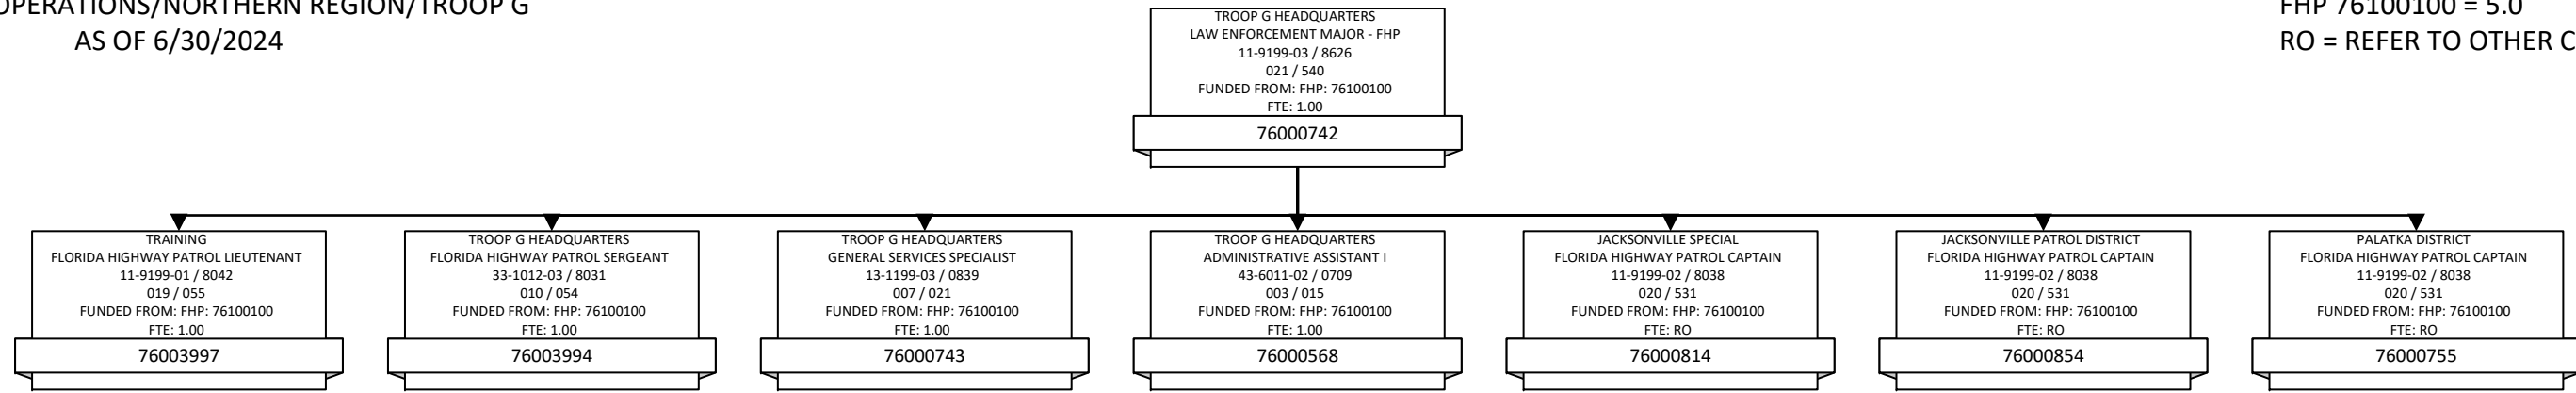 OPERATIONS/NORTHERN REGION/TROOP G
AS OF 6/30/2024
FHP 76100100 = 5.0
RO = REFER TO OTHER C
TROOP G HEADQUARTERS
LAW ENFORCEMENT MAJOR - FHP
11-9199-03 / 8626
021 / 540
FUNDED FROM: FHP: 76100100
FTE: 1.00
76000742
TRAINING
FLORIDA HIGHWAY PATROL LIEUTENANT
11-9199-01 / 8042
019 / 055
FUNDED FROM: FHP: 76100100
FTE: 1.00
76003997
TROOP G HEADQUARTERS
FLORIDA HIGHWAY PATROL SERGEANT
33-1012-03 / 8031
010 / 054
FUNDED FROM: FHP: 76100100
FTE: 1.00
76003994
TROOP G HEADQUARTERS
GENERAL SERVICES SPECIALIST
13-1199-03 / 0839
007 / 021
FUNDED FROM: FHP: 76100100
FTE: 1.00
76000743
TROOP G HEADQUARTERS
ADMINISTRATIVE ASSISTANT I
43-6011-02 / 0709
003 / 015
FUNDED FROM: FHP: 76100100
FTE: 1.00
76000568
JACKSONVILLE SPECIAL
FLORIDA HIGHWAY PATROL CAPTAIN
11-9199-02 / 8038
020 / 531
FUNDED FROM: FHP: 76100100
FTE: RO
76000814
JACKSONVILLE PATROL DISTRICT
FLORIDA HIGHWAY PATROL CAPTAIN
11-9199-02 / 8038
020 / 531
FUNDED FROM: FHP: 76100100
FTE: RO
76000854
PALATKA DISTRICT
FLORIDA HIGHWAY PATROL CAPTAIN
11-9199-02 / 8038
020 / 531
FUNDED FROM: FHP: 76100100
FTE: RO
76000755